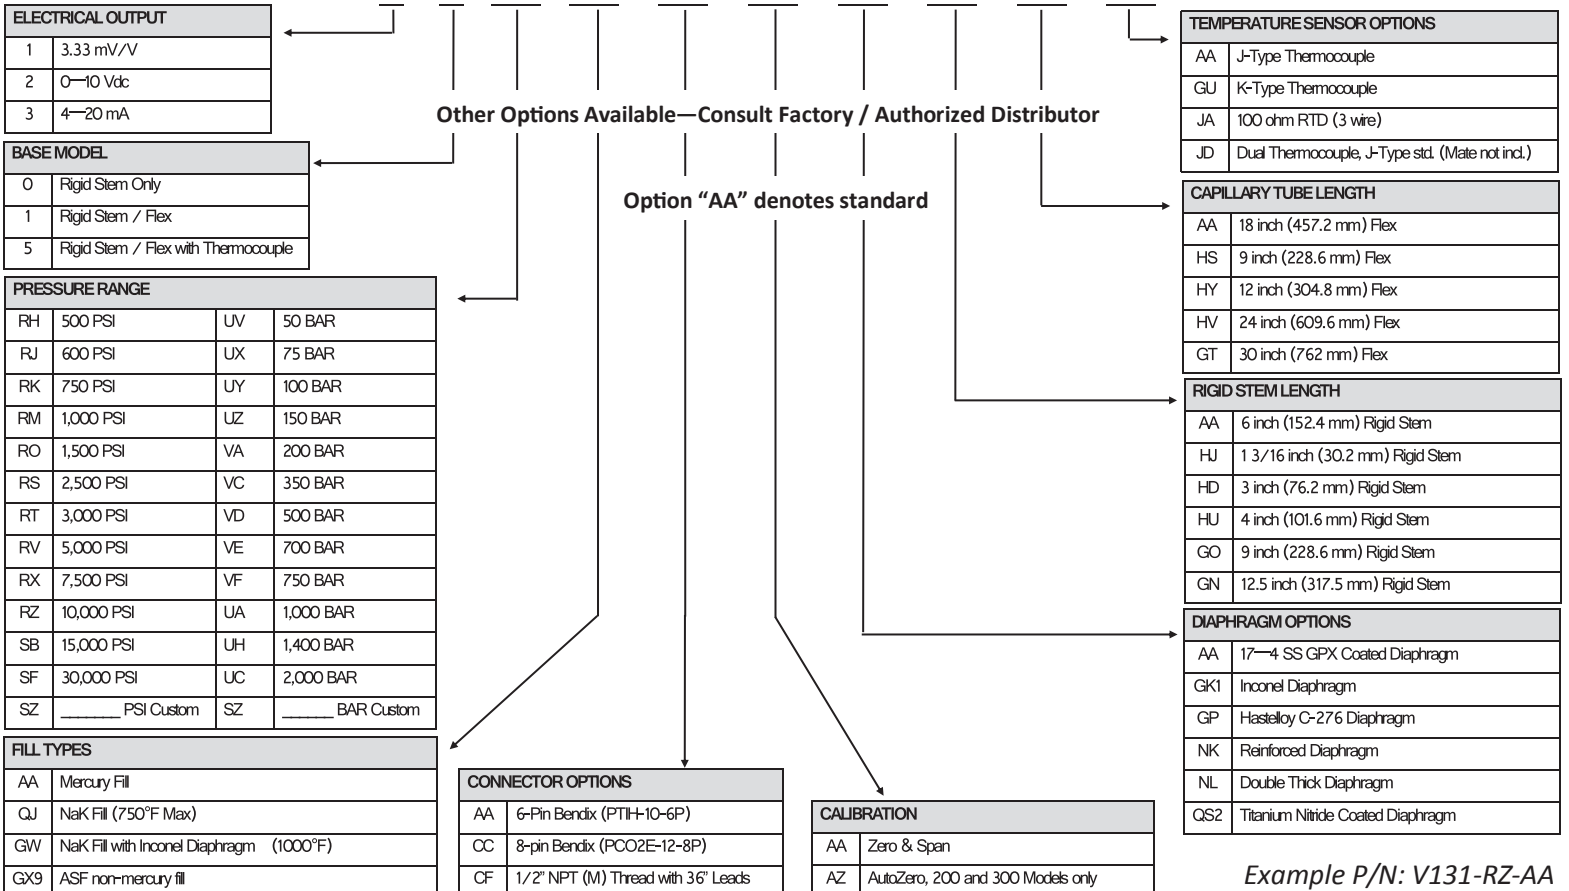 ELECTRICAL OUTPUT
1 3.33 mV/V
2 0—10 Vdc
3 4—20 mA
BASE MODEL
0 Rigid Stem Only
1 Rigid Stem / Flex
5 Rigid Stem / Flex with Thermocouple
PRESSURE RANGE
RH 500 PSI UV 50 BAR
RJ 600 PSI UX 75 BAR
RK 750 PSI UY 100 BAR
RM 1,000 PSI UZ 150 BAR
RO 1,500 PSI VA 200 BAR
RS 2,500 PSI VC 350 BAR
RT 3,000 PSI VD 500 BAR
RV 5,000 PSI VE 700 BAR
RX 7,500 PSI VF 750 BAR
RZ 10,000 PSI UA 1,000 BAR
SB 15,000 PSI UH 1,400 BAR
SF 30,000 PSI UC 2,000 BAR
SZ _______ PSI Custom SZ ______ BAR Custom
FILL TYPES
AA Mercury Fill
QJ NaK Fill (750°F Max)
GW NaK Fill with Inconel Diaphragm (1000°F)
GX9 ASF non-mercury fill
Other Options Available—Consult Factory / Authorized Distributor
Option “AA” denotes standard
CONNECTOR OPTIONS
AA 6-Pin Bendix (PTIH-10-6P)
CC 8-pin Bendix (PCO2E-12-8P)
CF 1/2” NPT (M) Thread with 36” Leads
CALIBRATION
AA Zero & Span
AZ AutoZero, 200 and 300 Models only
TEMPERATURE SENSOR OPTIONS
AA J-Type Thermocouple
GU K-Type Thermocouple
JA 100 ohm RTD (3 wire)
JD Dual Thermocouple, J-Type std. (Mate not incl.)
CAPILLARY TUBE LENGTH
AA 18 inch (457.2 mm) Flex
HS 9 inch (228.6 mm) Flex
HY 12 inch (304.8 mm) Flex
HV 24 inch (609.6 mm) Flex
GT 30 inch (762 mm) Flex
RIGID STEM LENGTH
AA 6 inch (152.4 mm) Rigid Stem
HJ 1 3/16 inch (30.2 mm) Rigid Stem
HD 3 inch (76.2 mm) Rigid Stem
HU 4 inch (101.6 mm) Rigid Stem
GO 9 inch (228.6 mm) Rigid Stem
GN 12.5 inch (317.5 mm) Rigid Stem
DIAPHRAGM OPTIONS
AA 17—4 SS GPX Coated Diaphragm
GK1 Inconel Diaphragm
GP Hastelloy C-276 Diaphragm
NK Reinforced Diaphragm
NL Double Thick Diaphragm
QS2 Titanium Nitride Coated Diaphragm
Example P/N: V131-RZ-AA